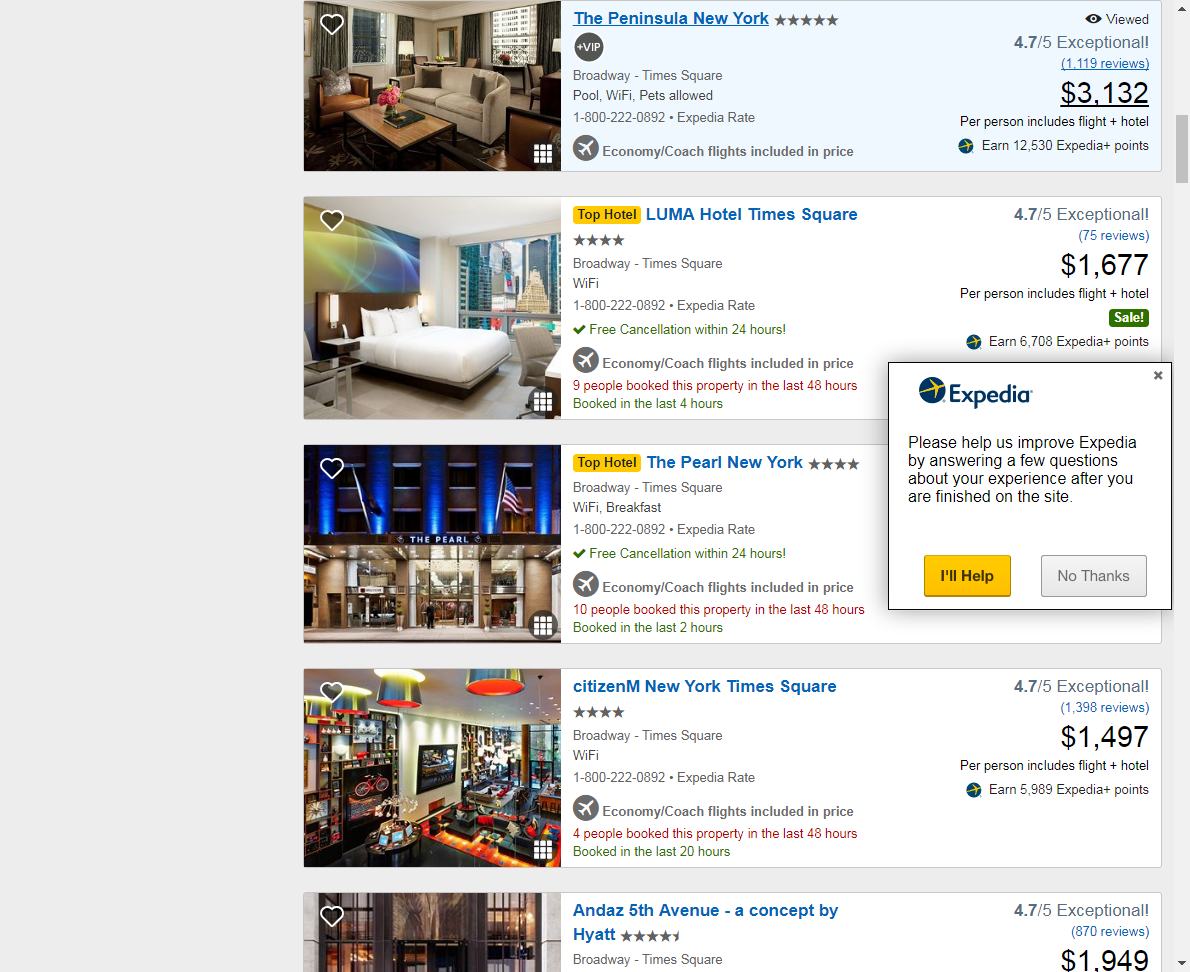 The Peninsula New York
Viewed
+VIP
4.7/5 Exceptional!
(1,119 reviews)
Broadway - Times Square
Pool, WiFi, Pets allowed
$3,132
1-800-222-0892 • Expedia Rate
Per person includes flight + hotel
Economy/Coach flights included in price
Earn 12,530 Expedia+ points
Top Hotel LUMA Hotel Times Square
4.7/5 Exceptional!
(75 reviews)
Broadway - Times Square
WiFi
$1,677
1-800-222-0892 • Expedia Rate
Per person includes flight + hotel
Sale!
Free Cancellation within 24 hours!
Earn 6,708 Expedia+ points
Economy/Coach flights included in price
9 people booked this property in the last 48 hours
Booked in the last 4 hours
Expedia
Please help us improve Expedia
by answering a few questions
about your experience after you
are finished on the site.
I'll Help
No Thanks
THE PEARL
Top Hotel The Pearl New York
Broadway - Times Square
WiFi, Breakfast
1-800-222-0892 • Expedia Rate
Free Cancellation within 24 hours!
Economy/Coach flights included in price
10 people booked this property in the last 48 hours
Booked in the last 2 hours
citizenM New York Times Square
4.7/5 Exceptional!
(1,398 reviews)
Broadway - Times Square
WiFi
$1,497
1-800-222-0892 • Expedia Rate
Per person includes flight + hotel
Earn 5,989 Expedia+ points
Economy/Coach flights included in price
4 people booked this property in the last 48 hours
Booked in the last 20 hours
Andaz 5th Avenue - a concept by
Hyatt
4.7/5 Exceptional!
(870 reviews)
Broadway - Times Square
$1,949